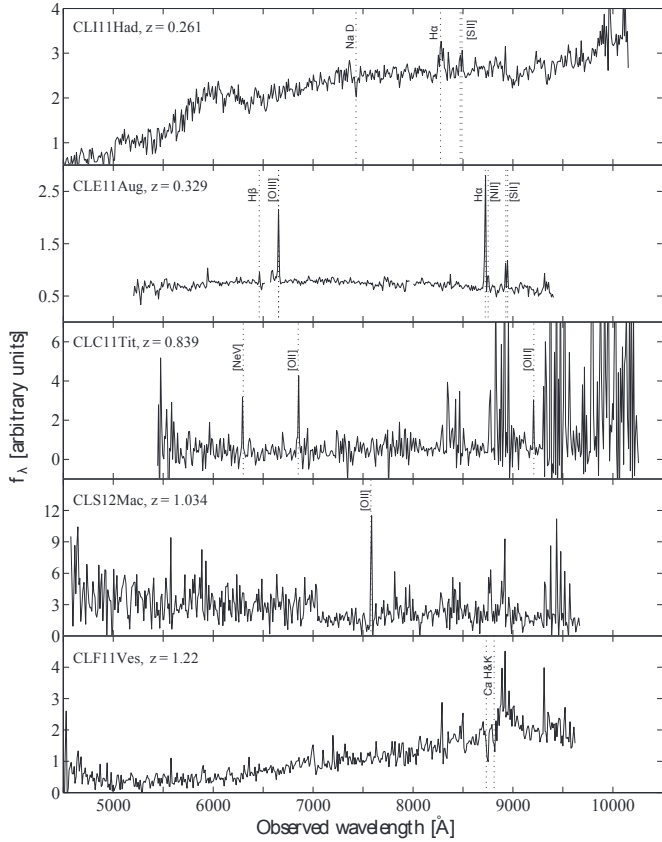 CLI11Had, z = 0.261
Na D
Hα
[SII]
4
3
2
1
CLE11Aug, z = 0.329
Hβ
[OIII]
Hα
[NII]
[SII]
2.5
1.5
0.5
CLC11Tit, z = 0.839
[NeV]
[OII]
[OIII]
6
4
2
0
CLS12Mac, z = 1.034
[OII]
12
9
6
3
0
CLF11Ves, z = 1.22
Ca H&K
4
3
2
1
0
5000 6000 7000 8000 9000 10000
Observed wavelength [Å]
f λ [arbitrary units]